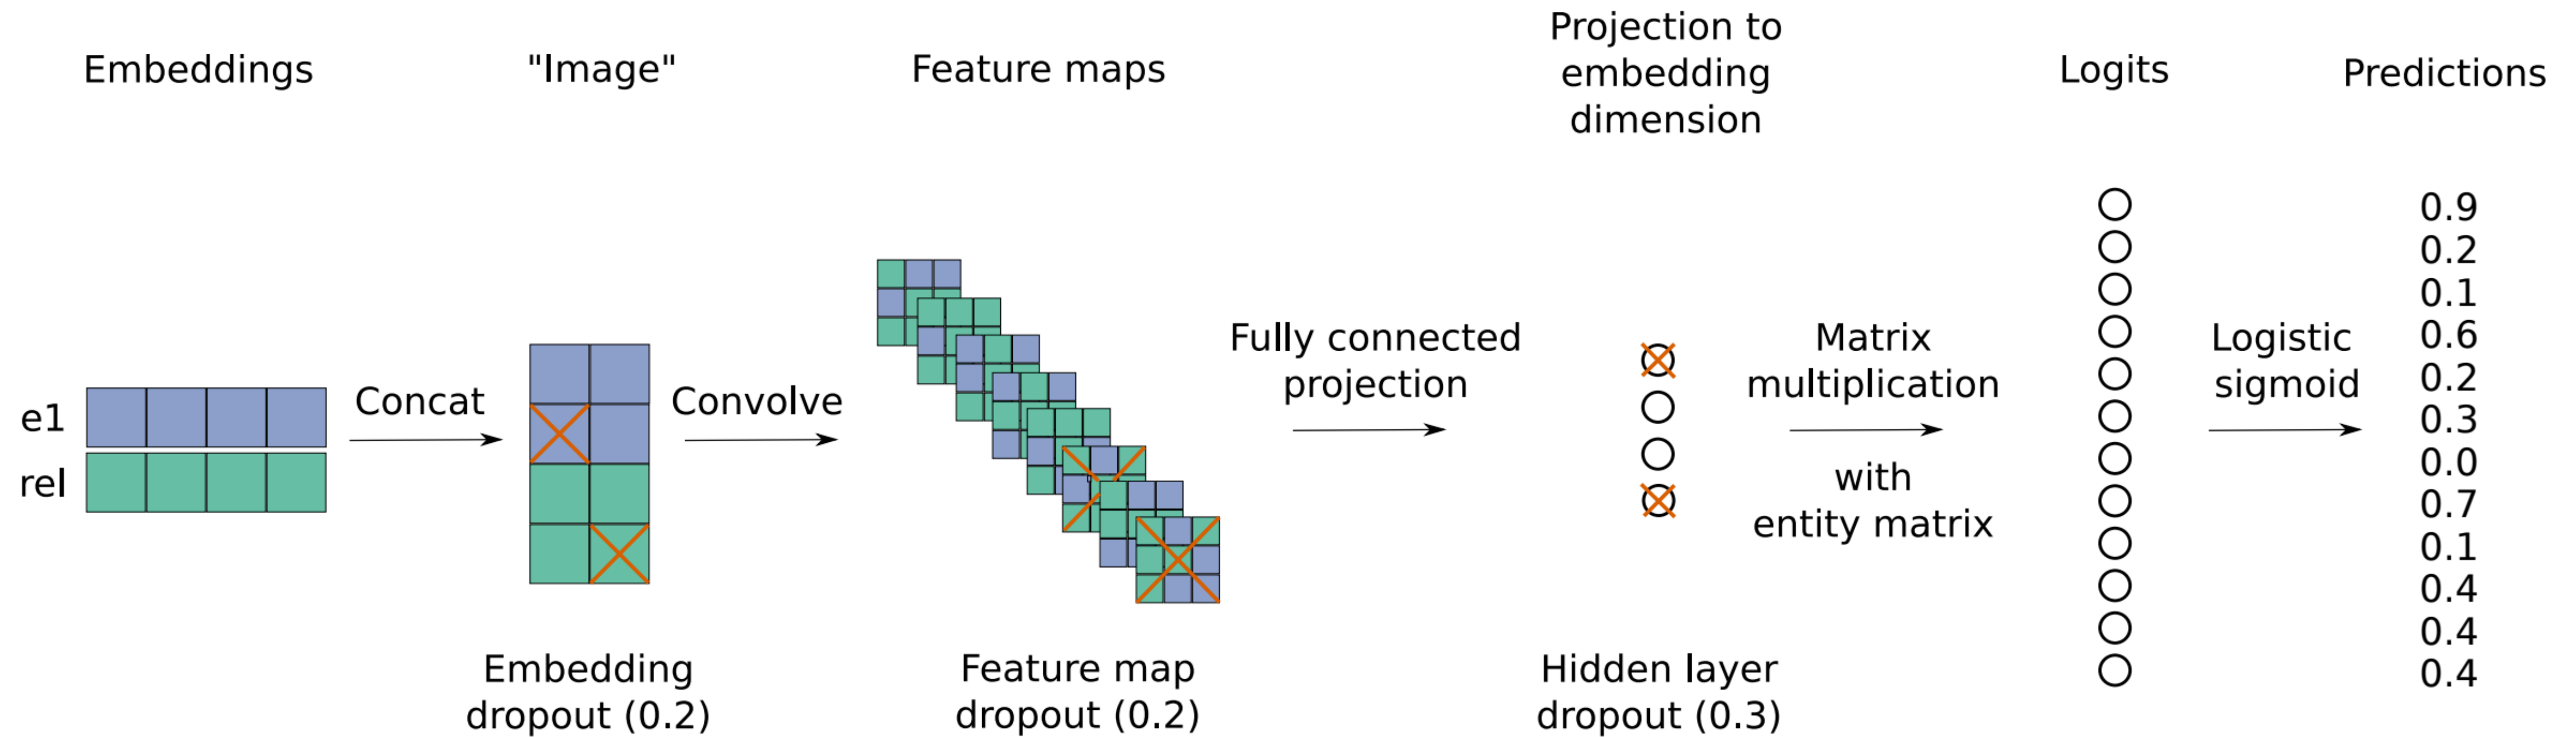 Embeddings
"Image"
Feature maps
Projection to
embedding
dimension
Logits
Predictions
e1
rel
Concat
Convolve
Fully connected
projection
Matrix
multiplication
with
entity matrix
Logistic
sigmoid
0.9
0.2
0.1
0.6
0.2
0.3
0.0
0.7
0.1
0.4
0.4
0.4
Embedding
dropout (0.2)
Feature map
dropout (0.2)
Hidden layer
dropout (0.3)